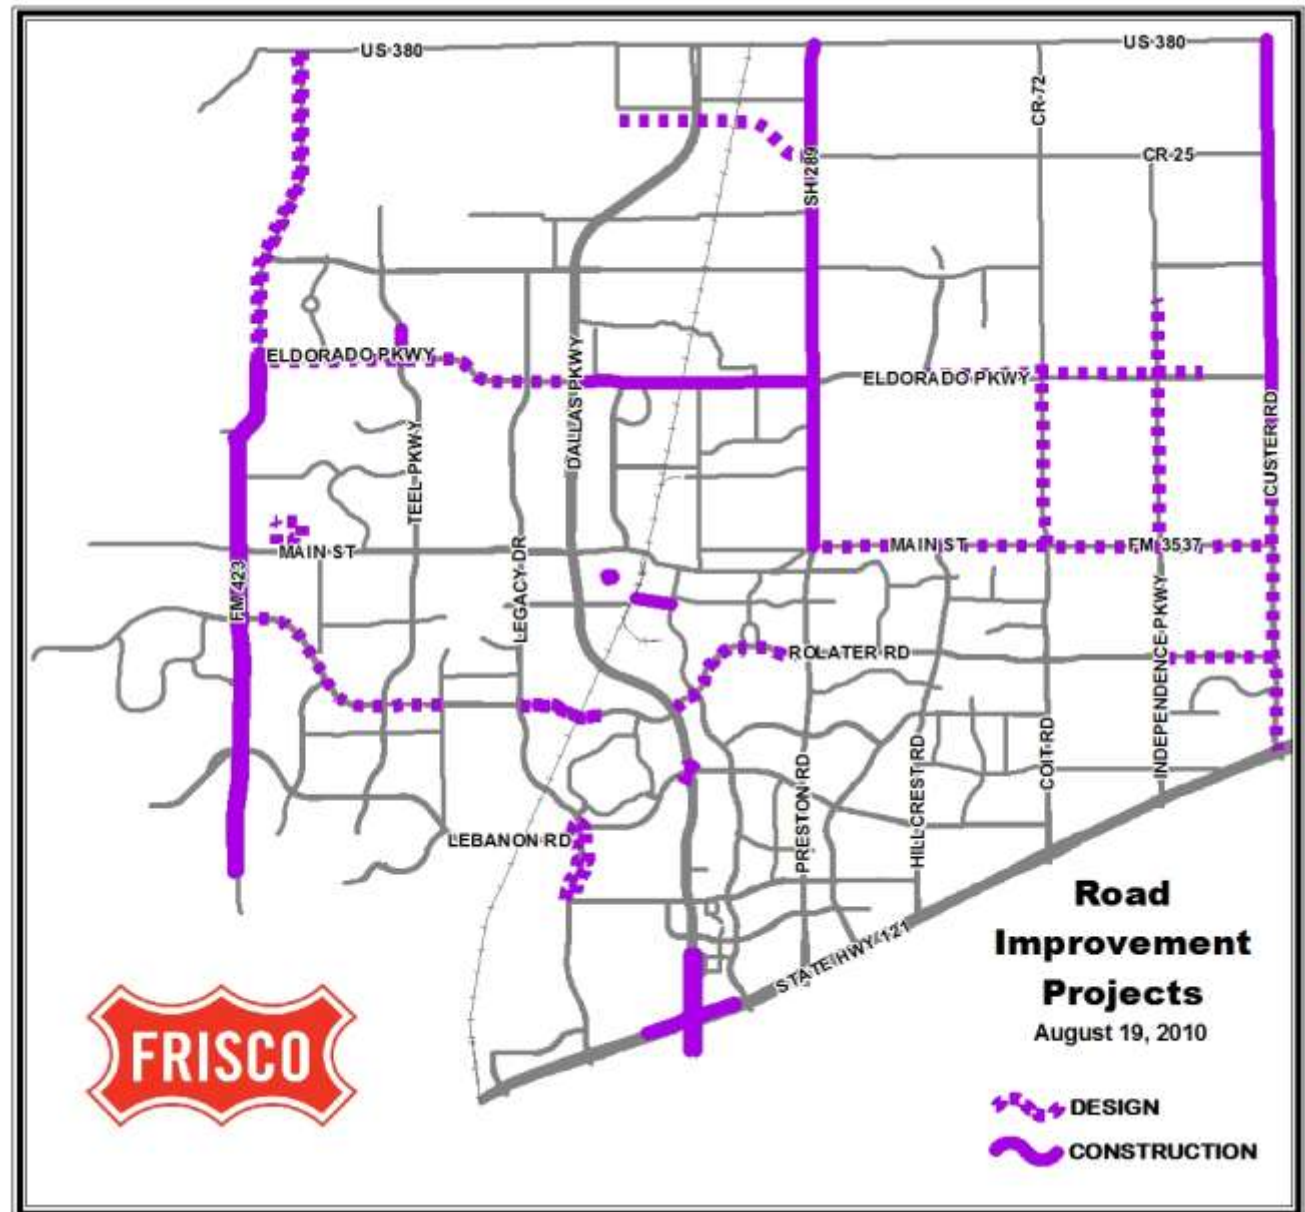 US 380
US 380
CR-72
CR-25
SH 289
ELDORADO PKWY
ELDORADO PKWY
DALLAS PKWY
TEEL PKWY
CUSTER RD
MAIN ST
MAIN ST
FM 3537
FM 423
LEGACY DR
ROLATER RD
INDEPENDENCE PKWY
COIT RD
HILLCREST RD
PRESTON RD
LEBANON RD
STATE HWY 121
Road
Improvement
Projects
August 19, 2010
FRISCO
DESIGN
CONSTRUCTION